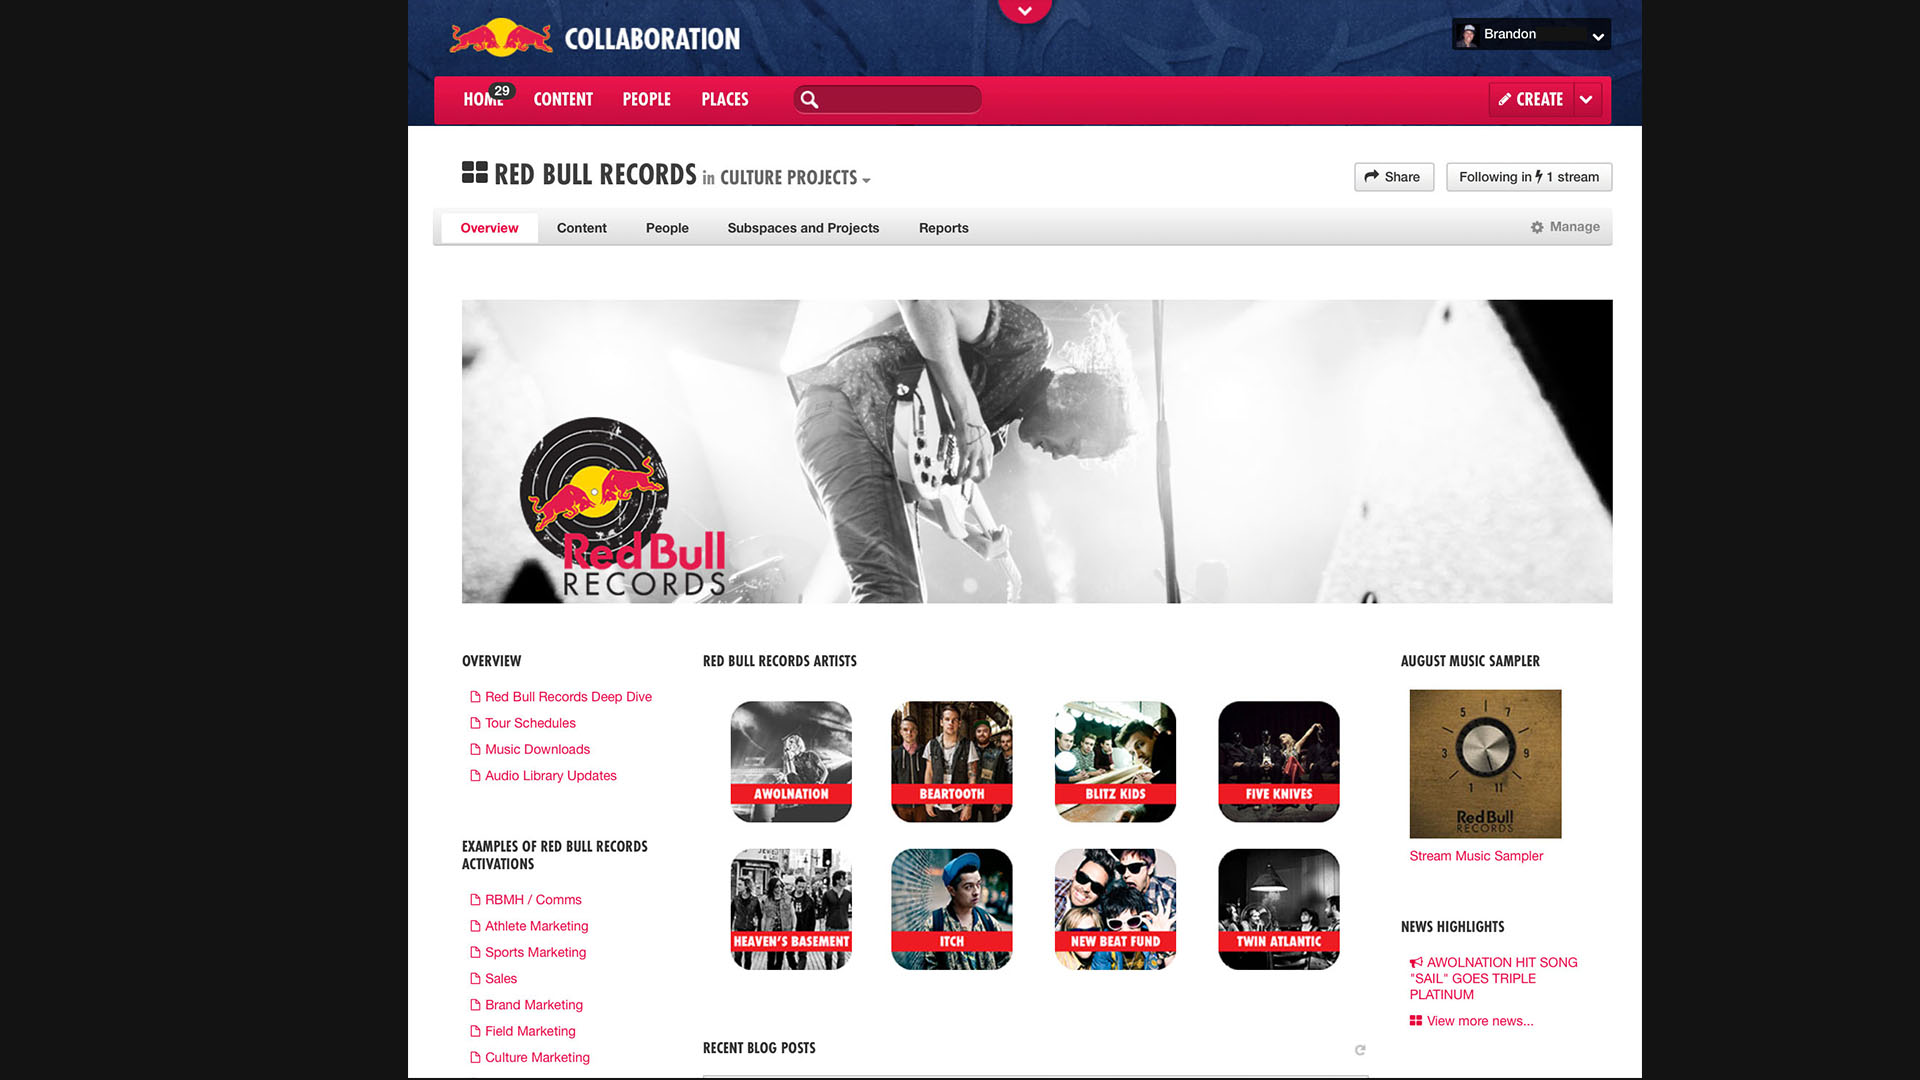 COLLABORATION
Brandon
HOME 29 CONTENT PEOPLE PLACES
CREATE
RED BULL RECORDS in CULTURE PROJECTS
Share
Following in 1 stream
Overview Content People Subspaces and Projects Reports
Manage
Red Bull
RECORDS
OVERVIEW
Red Bull Records Deep Dive
Tour Schedules
Music Downloads
Audio Library Updates
EXAMPLES OF RED BULL RECORDS
ACTIVATIONS
RBMH / Comms
Athlete Marketing
Sports Marketing
Sales
Brand Marketing
Field Marketing
Culture Marketing
RED BULL RECORDS ARTISTS
AWOLNATION
BEARTOOTH
BLITZ KIDS
FIVE KNIVES
HEAVEN'S BASEMENT
ITCH
NEW BEAT FUND
TWIN ATLANTIC
RECENT BLOG POSTS
AUGUST MUSIC SAMPLER
5 7
3 9
1 11
Red Bull
RECORDS
Stream Music Sampler
NEWS HIGHLIGHTS
AWOLNATION HIT SONG
"SAIL" GOES TRIPLE
PLATINUM
View more news...